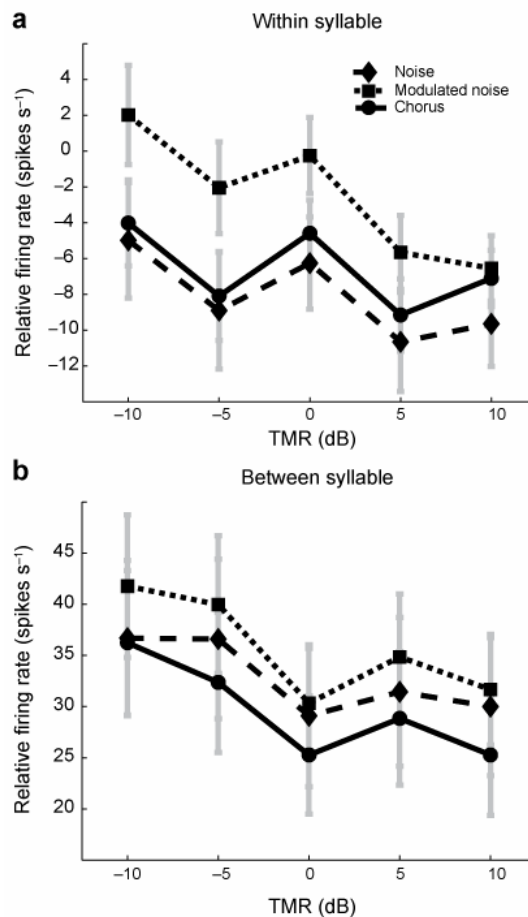 a
Within syllable
Noise
Modulated noise
Chorus
Relative firing rate (spikes s⁻¹)
4
2
0
−2
−4
−6
−8
−10
−12
−10 −5 0 5 10
TMR (dB)
b
Between syllable
Relative firing rate (spikes s⁻¹)
45
40
35
30
25
20
−10 −5 0 5 10
TMR (dB)